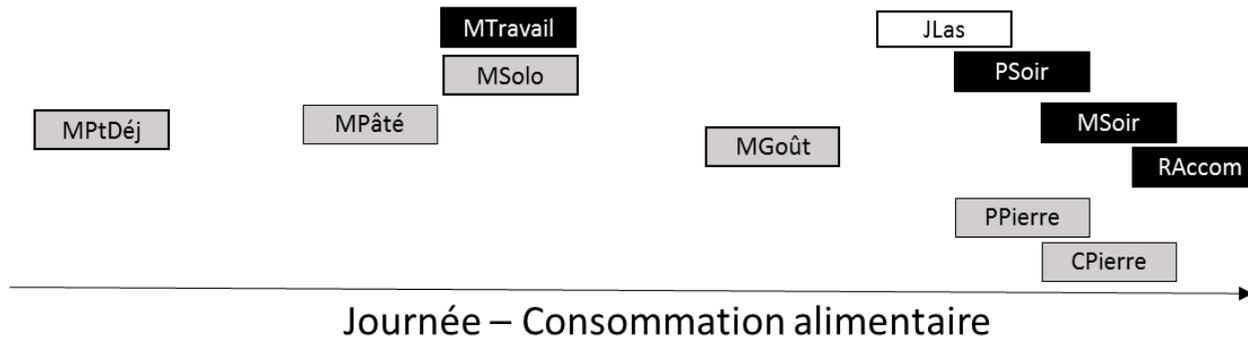 MTravail
JLas
MSolo
PSoir
MPtDéj
MPâté
MSoir
MGoût
RAccom
PPierre
CPierre
Journée – Consommation alimentaire